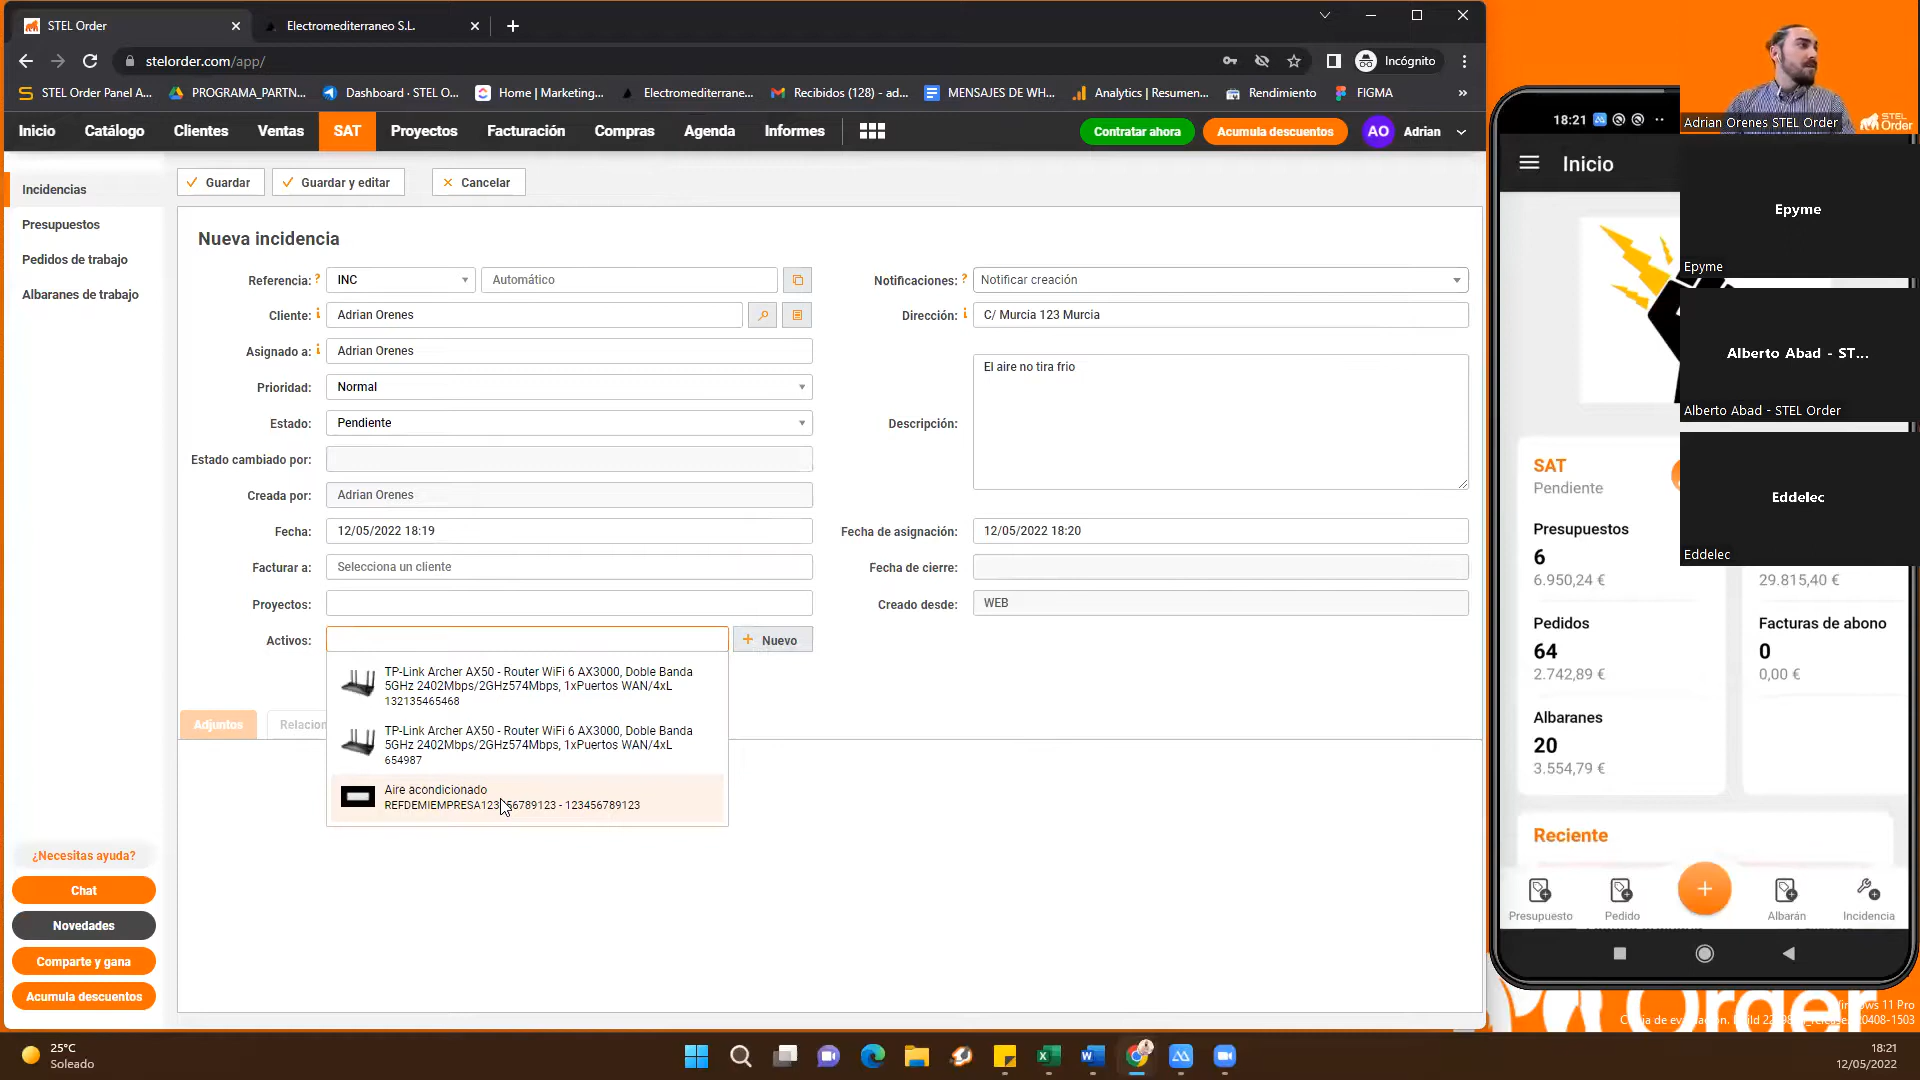 STEL Order
Electromediterraneo S.L.
stelorder.com/app/
Incógnito
STEL Order Panel A...
PROGRAMA_PARTN...
Dashboard · STEL O...
Home | Marketing...
Electromediterrane...
Recibidos (128) - ad...
MENSAJES DE WH...
Analytics | Resumen...
Rendimiento
FIGMA
»
Inicio
Catálogo
Clientes
Ventas
SAT
Proyectos
Facturación
Compras
Agenda
Informes
Contratar ahora
Acumula descuentos
AO
Adrian
Incidencias
Presupuestos
Pedidos de trabajo
Albaranes de trabajo
Guardar
Guardar y editar
Cancelar
Nueva incidencia
Referencia: ?
INC
Automático
Cliente: i
Adrian Orenes
Asignado a: i
Adrian Orenes
Prioridad:
Normal
Estado:
Pendiente
Estado cambiado por:
Creada por:
Adrian Orenes
Fecha:
12/05/2022 18:19
Facturar a:
Selecciona un cliente
Proyectos:
Activos:
Nuevo
Notificaciones: ?
Notificar creación
Dirección: i
C/ Murcia 123 Murcia
Descripción:
El aire no tira frio
Fecha de asignación:
12/05/2022 18:20
Fecha de cierre:
Creado desde:
WEB
TP-Link Archer AX50 - Router WiFi 6 AX3000, Doble Banda
5GHz 2402Mbps/2GHz574Mbps, 1xPuertos WAN/4xL
132135465468
TP-Link Archer AX50 - Router WiFi 6 AX3000, Doble Banda
5GHz 2402Mbps/2GHz574Mbps, 1xPuertos WAN/4xL
654987
Aire acondicionado
REFDEMIEMPRESA123456789123 - 123456789123
Adjuntos
Relacion
¿Necesitas ayuda?
Chat
Novedades
Comparte y gana
Acumula descuentos
18:21
Inicio
SAT
Pendiente
Presupuestos
6
6.950,24 €
29.815,40 €
Pedidos
64
2.742,89 €
Facturas de abono
0
0,00 €
Albaranes
20
3.554,79 €
Reciente
Presupuesto
Pedido
Albarán
Incidencia
Adrian Orenes STEL Order
STEL
Order
Epyme
Epyme
Alberto Abad - ST...
Alberto Abad - STEL Order
Eddelec
Eddelec
Order
25°C
Soleado
18:21
12/05/2022